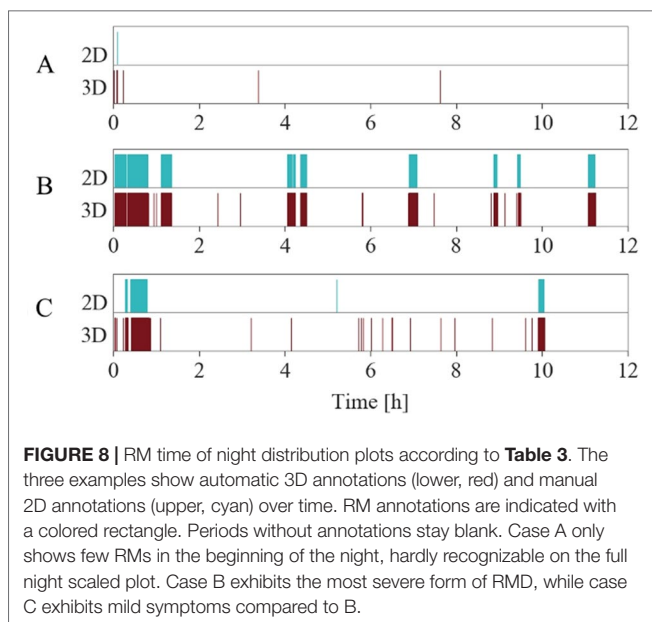 A
2D
3D
0 2 4 6 8 10 12
B
2D
3D
0 2 4 6 8 10 12
C
2D
3D
0 2 4 6 8 10 12
Time [h]
FIGURE 8 | RM time of night distribution plots according to Table 3. The
three examples show automatic 3D annotations (lower, red) and manual
2D annotations (upper, cyan) over time. RM annotations are indicated with
a colored rectangle. Periods without annotations stay blank. Case A only
shows few RMs in the beginning of the night, hardly recognizable on the full
night scaled plot. Case B exhibits the most severe form of RMD, while case
C exhibits mild symptoms compared to B.